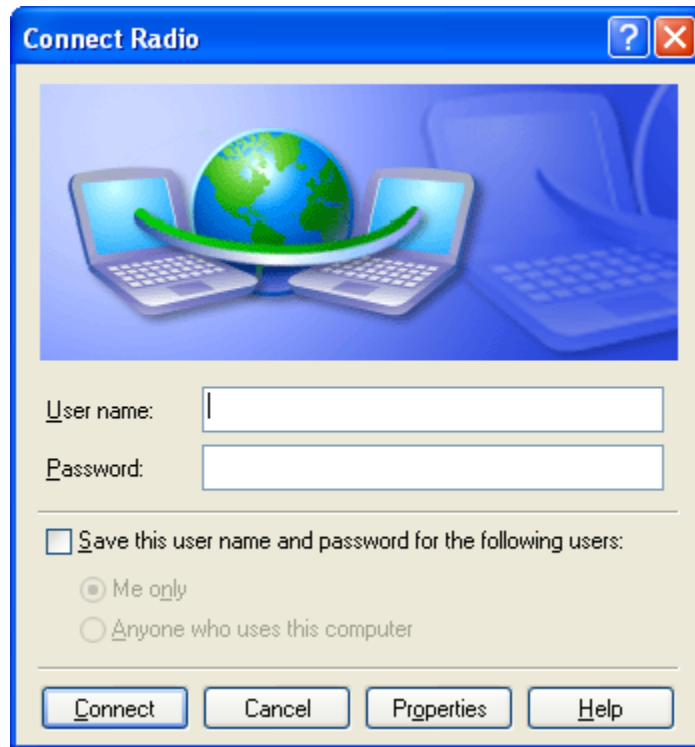 Connect Radio
User name:
Password:
Save this user name and password for the following users:
Me only
Anyone who uses this computer
Connect Cancel Properties Help